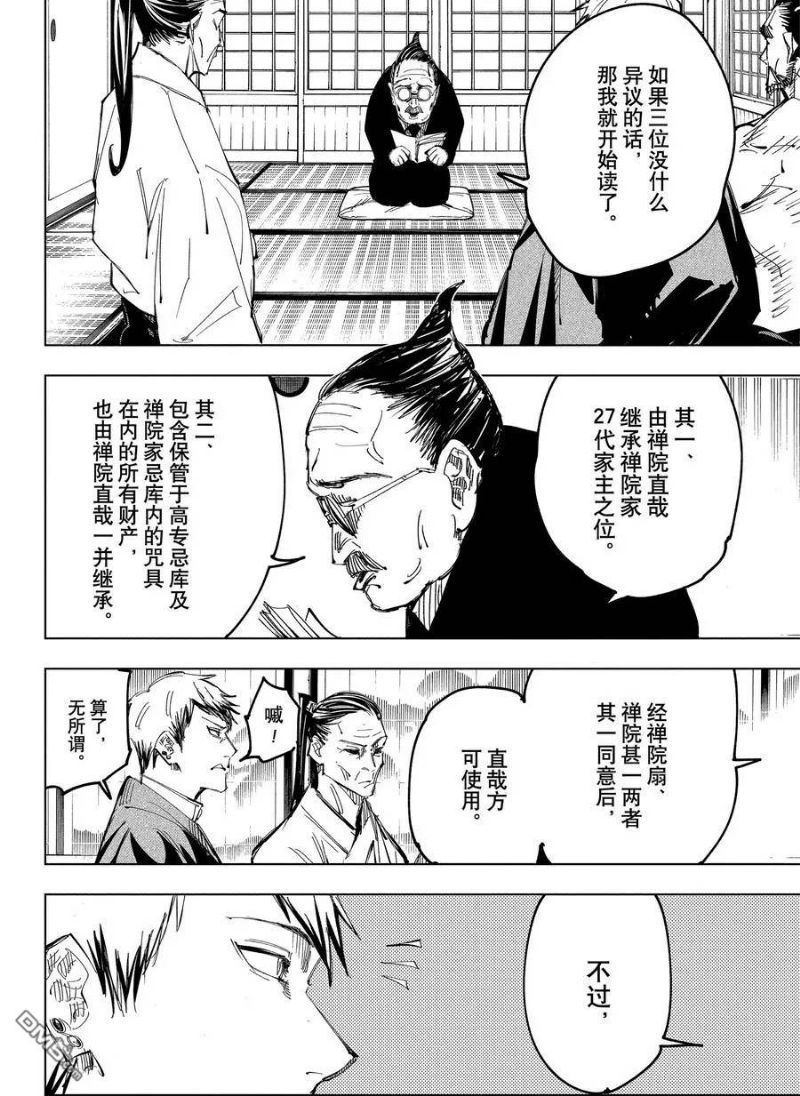 如果三位没什么
异议的话，
那我就开始读了。
其一、
由禅院直哉
继承禅院家
27代家主之位。
其二、
包含保管于高专忌库及
禅院家忌库内的咒具
在内的所有财产，
也由禅院直哉一并继承。
经禅院扇、
禅院甚一两者
其一同意后，
直哉方
可使用。
嘁！
算了，
无所谓。
不过，